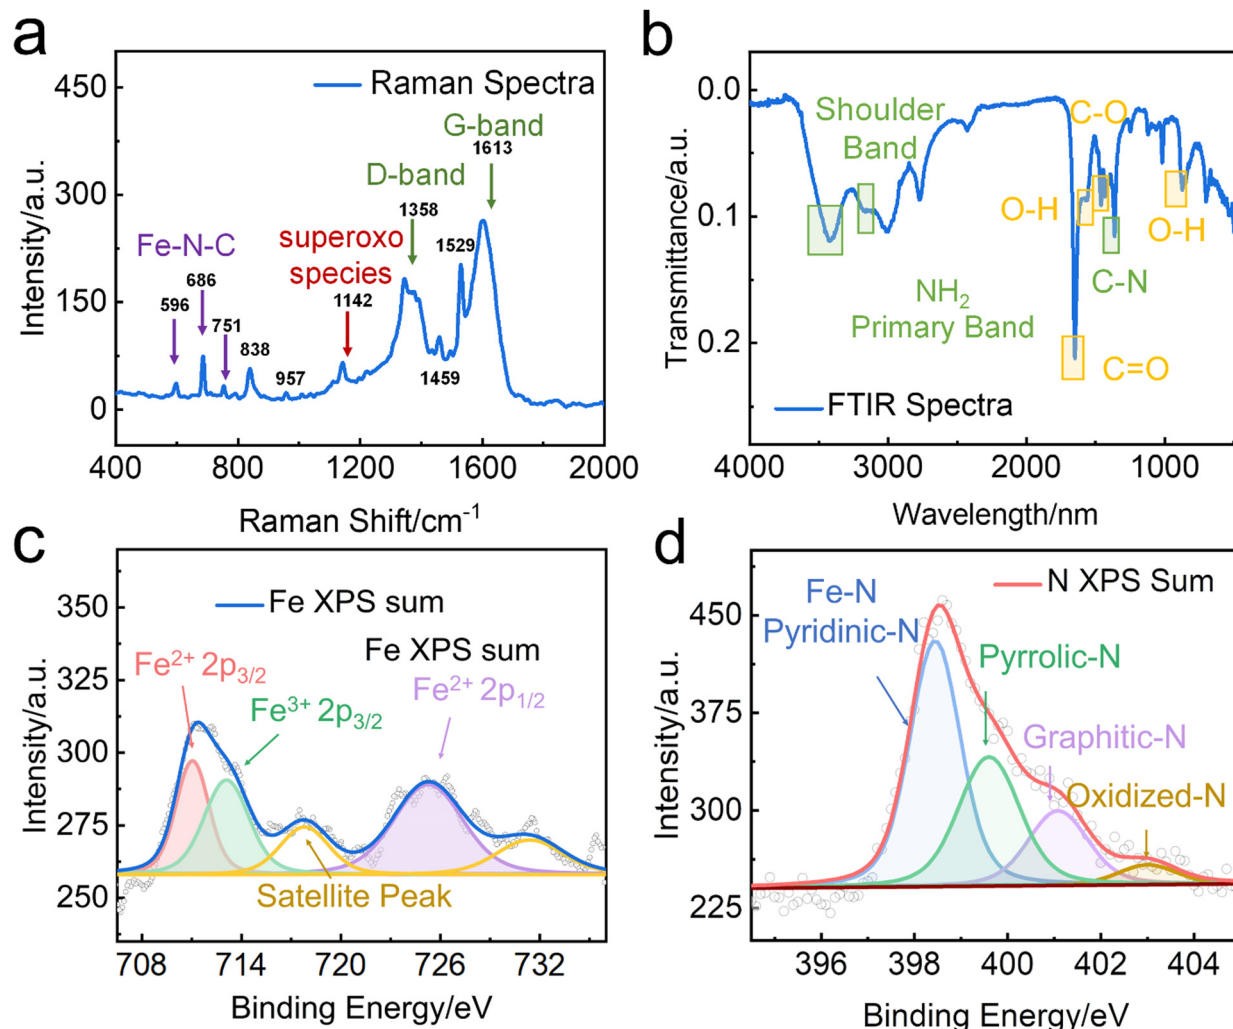 a
450
300
150
0
Intensity/a.u.
Raman Spectra
G-band
1613
D-band
1358
superoxo
species
1142
1529
1459
Fe-N-C
686
596
751
838
957
400
800
1200
1600
2000
Raman Shift/cm⁻¹
b
0.0
0.1
0.2
Transmittance/a.u.
Shoulder
Band
C–O
O-H
O-H
C-N
NH₂
Primary Band
C=O
FTIR Spectra
4000
3000
2000
1000
Wavelength/nm
c
350
325
300
275
250
Intensity/a.u.
Fe XPS sum
Fe XPS sum
Fe²⁺ 2p₃/₂
Fe³⁺ 2p₃/₂
Fe²⁺ 2p₁/₂
Satellite Peak
708
714
720
726
732
Binding Energy/eV
d
450
375
300
225
Intensity/a.u.
N XPS Sum
Fe-N
Pyridinic-N
Pyrrolic-N
Graphitic-N
Oxidized-N
396
398
400
402
404
Binding Energy/eV